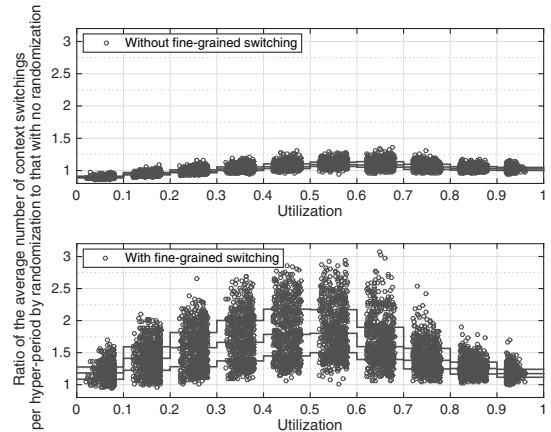 Ratio of the average number of context switchings
per hyper-period by randomization to that with no randomization
3
2.5
2
1.5
1
Without fine-grained switching
0 0.1 0.2 0.3 0.4 0.5 0.6 0.7 0.8 0.9 1
Utilization
3
2.5
2
1.5
1
With fine-grained switching
0 0.1 0.2 0.3 0.4 0.5 0.6 0.7 0.8 0.9 1
Utilization